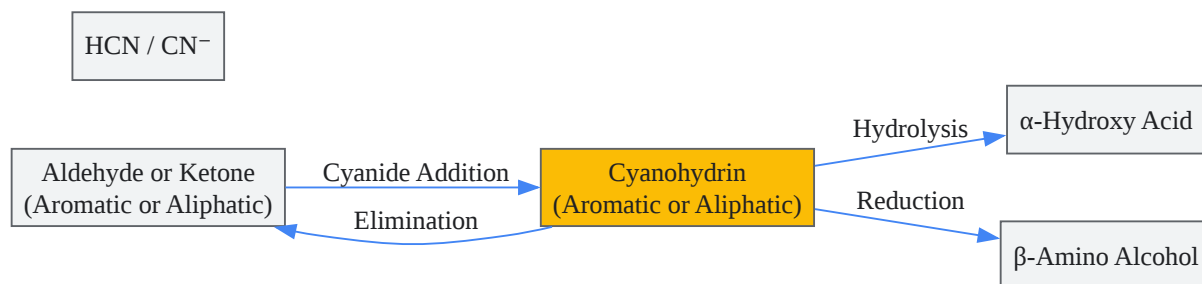 HCN / CN⁻
Aldehyde or Ketone
(Aromatic or Aliphatic)
Cyanide Addition
Elimination
Cyanohydrin
(Aromatic or Aliphatic)
Hydrolysis
α-Hydroxy Acid
Reduction
β-Amino Alcohol